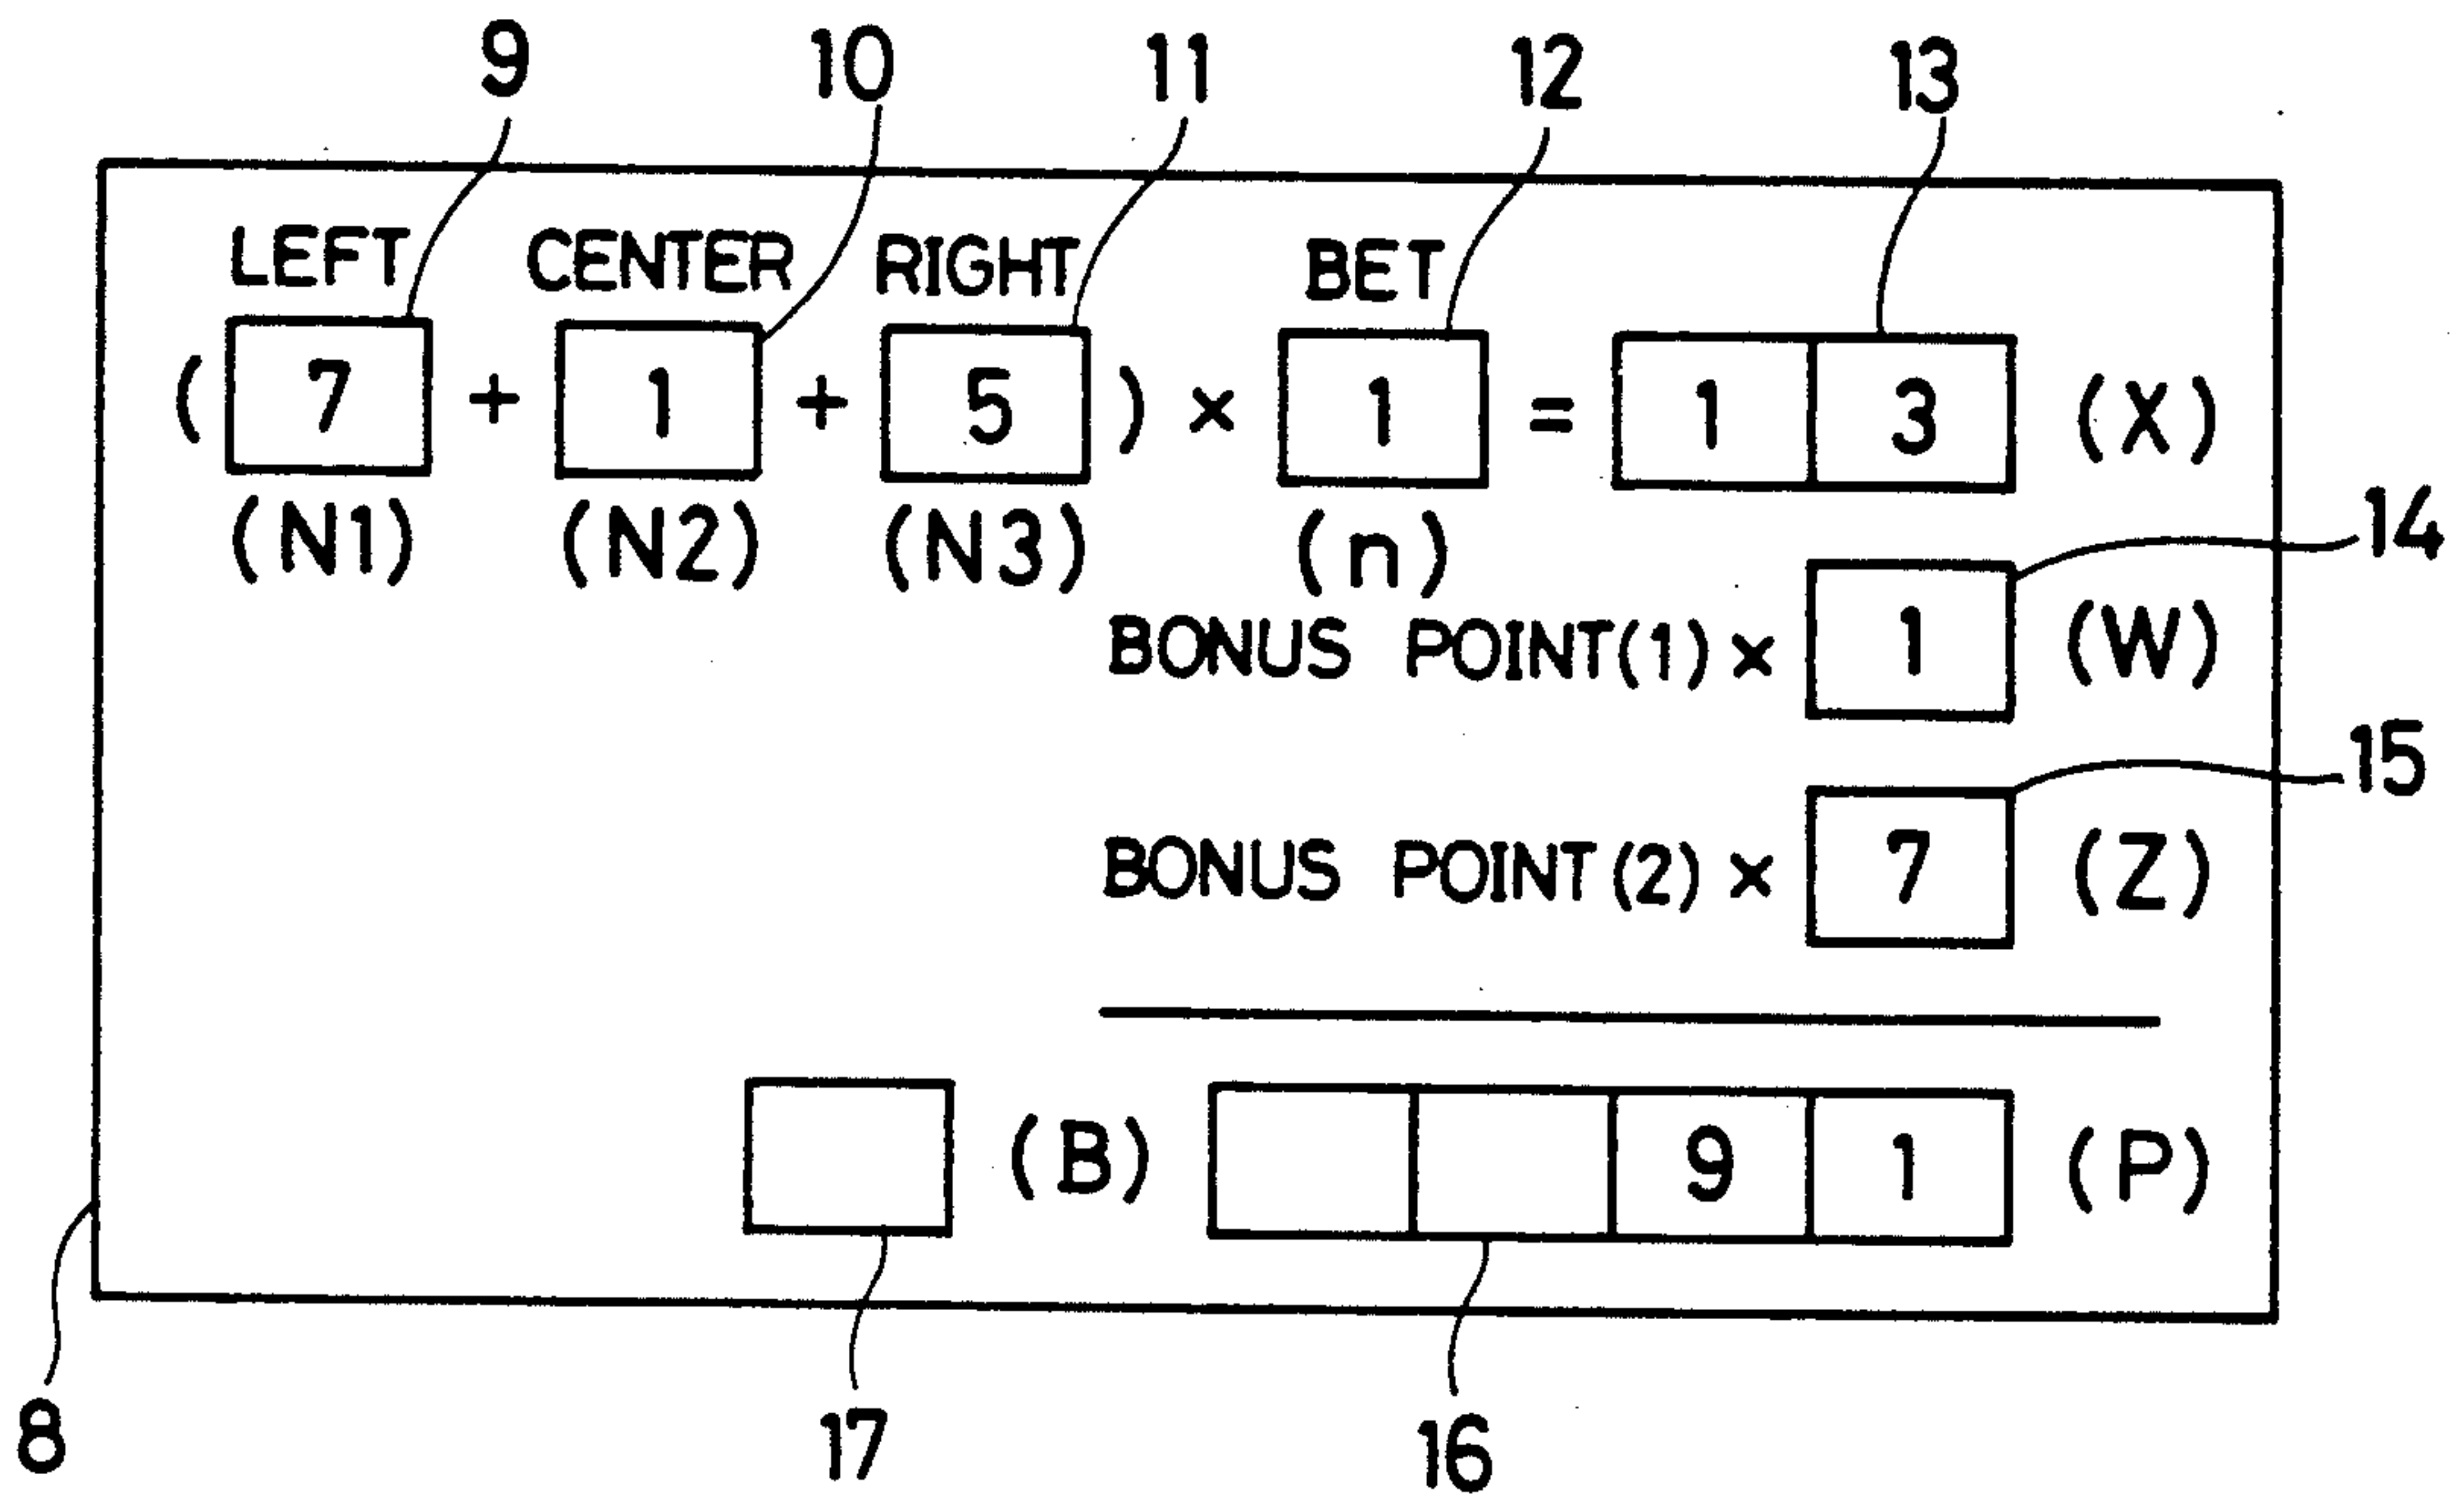 9 10 11 12 13
LEFT CENTER RIGHT BET
( 7 + 1 + 5 ) × 1 = 1 3 (X)
(N1) (N2) (N3) (n)
14
BONUS POINT(1) × 1 (W)
15
BONUS POINT(2) × 7 (Z)
(B) 9 1 (P)
8 17 16